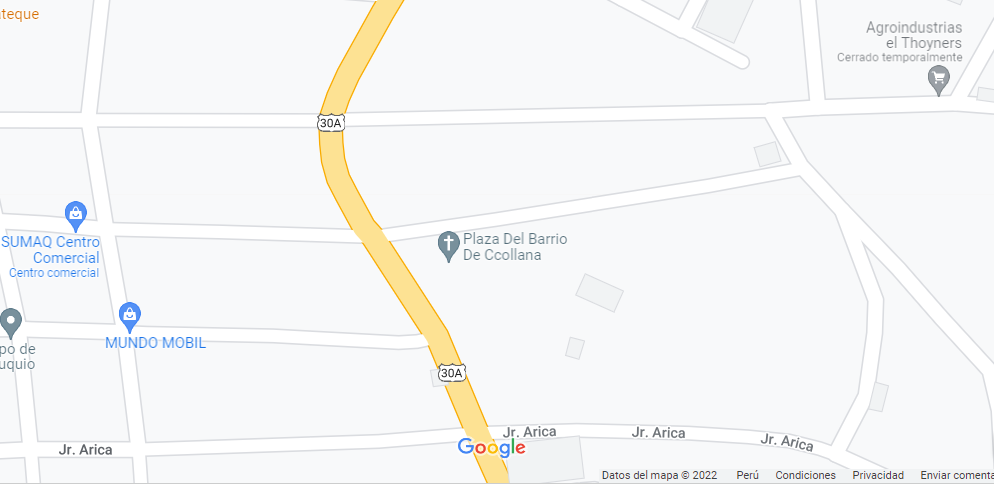 teque
Agroindustrias
el Thoyners
Cerrado temporalmente
30A
SUMAQ Centro
Comercial
Centro comercial
Plaza Del Barrio
De Ccollana
MUNDO MOBIL
po de
uquio
30A
Jr. Arica
Jr. Arica
Jr. Arica
Jr. Arica
Google
Datos del mapa © 2022 Perú Condiciones Privacidad Enviar comenta